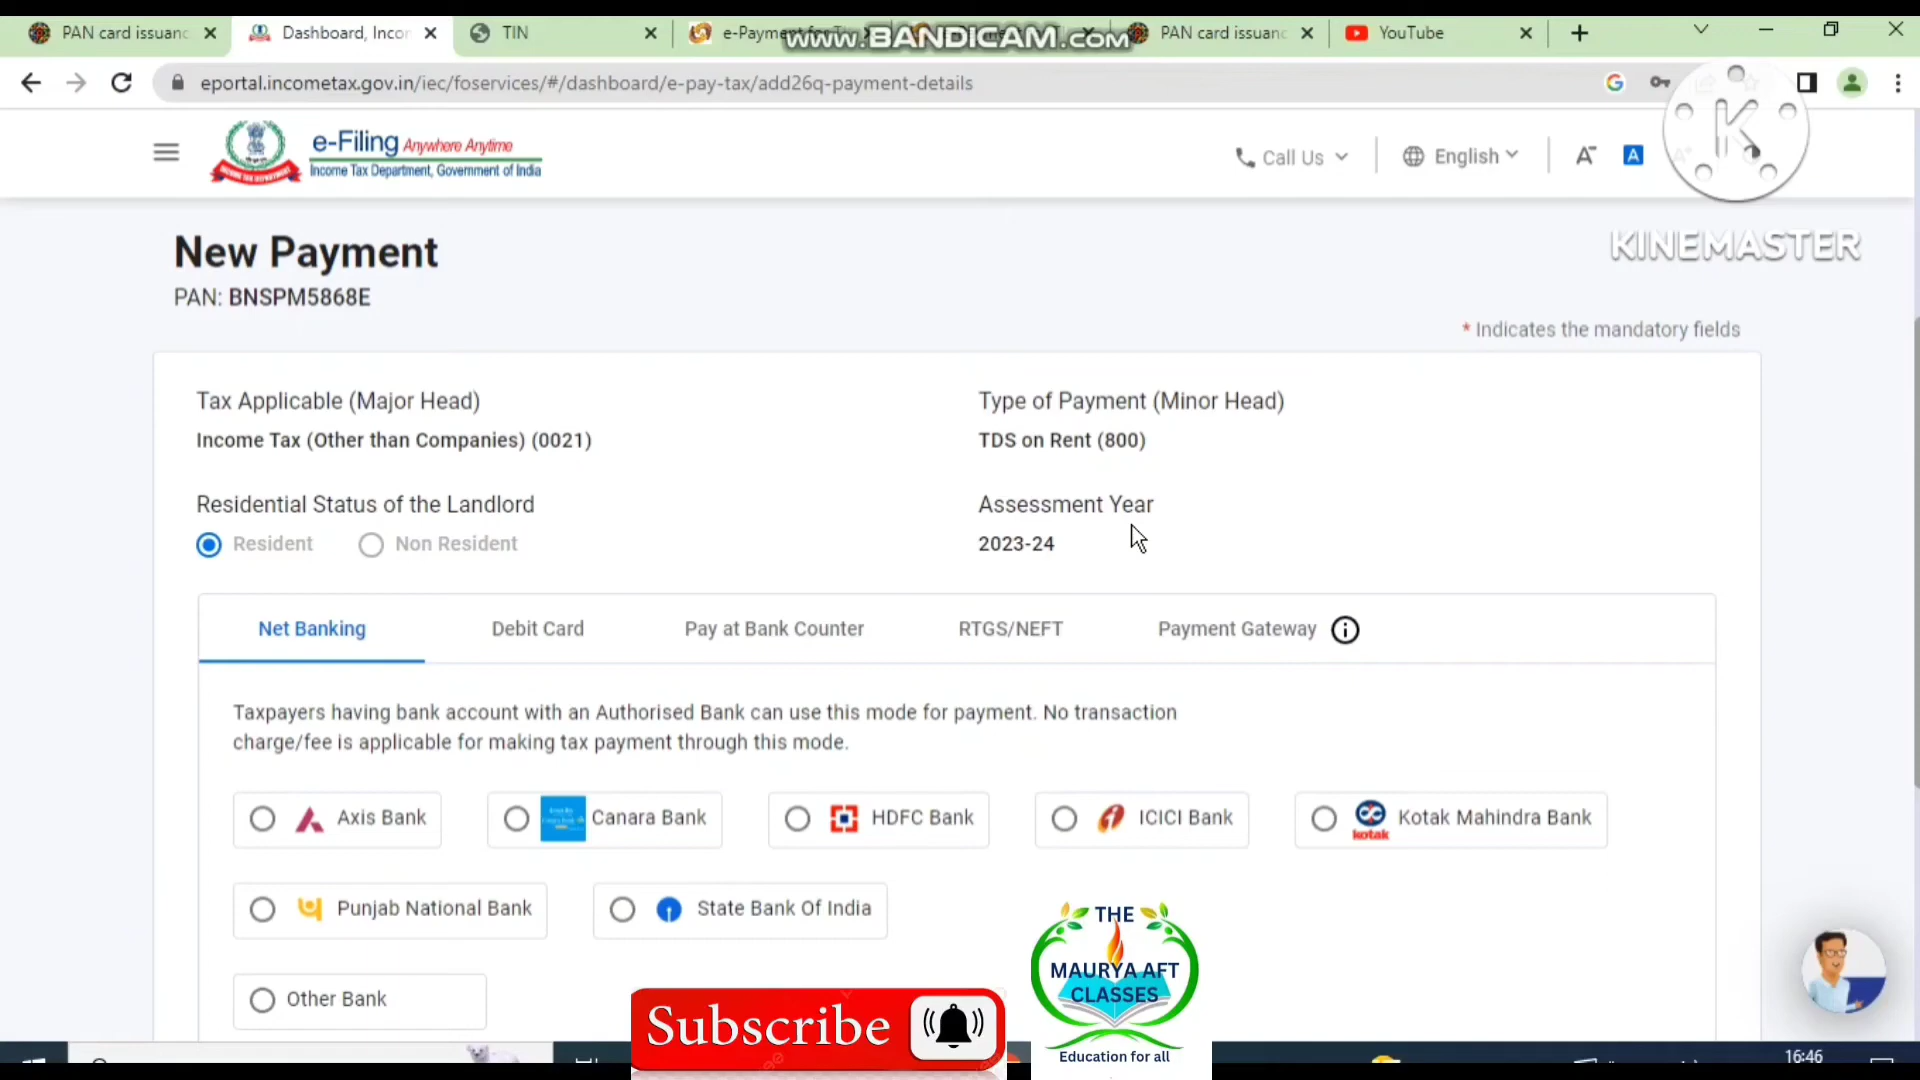 PAN card issuanc
Dashboard, Incor
TIN
e-Payment for
PAN card issuanc
YouTube
www.BANDICAM.com
eportal.incometax.gov.in/iec/foservices/#/dashboard/e-pay-tax/add26q-payment-details
e-Filing Anywhere Anytime
Income Tax Department, Government of India
Call Us
English
A-
A
K
KINEMASTER
New Payment
PAN: BNSPM5868E
* Indicates the mandatory fields
Tax Applicable (Major Head)
Type of Payment (Minor Head)
Income Tax (Other than Companies) (0021)
TDS on Rent (800)
Residential Status of the Landlord
Assessment Year
Resident
Non Resident
2023-24
Net Banking
Debit Card
Pay at Bank Counter
RTGS/NEFT
Payment Gateway
Taxpayers having bank account with an Authorised Bank can use this mode for payment. No transaction
charge/fee is applicable for making tax payment through this mode.
Axis Bank
Canara Bank
HDFC Bank
ICICI Bank
kotak
Kotak Mahindra Bank
Punjab National Bank
State Bank Of India
Other Bank
Subscribe
THE
MAURYA AFT
CLASSES
Education for all
16:46